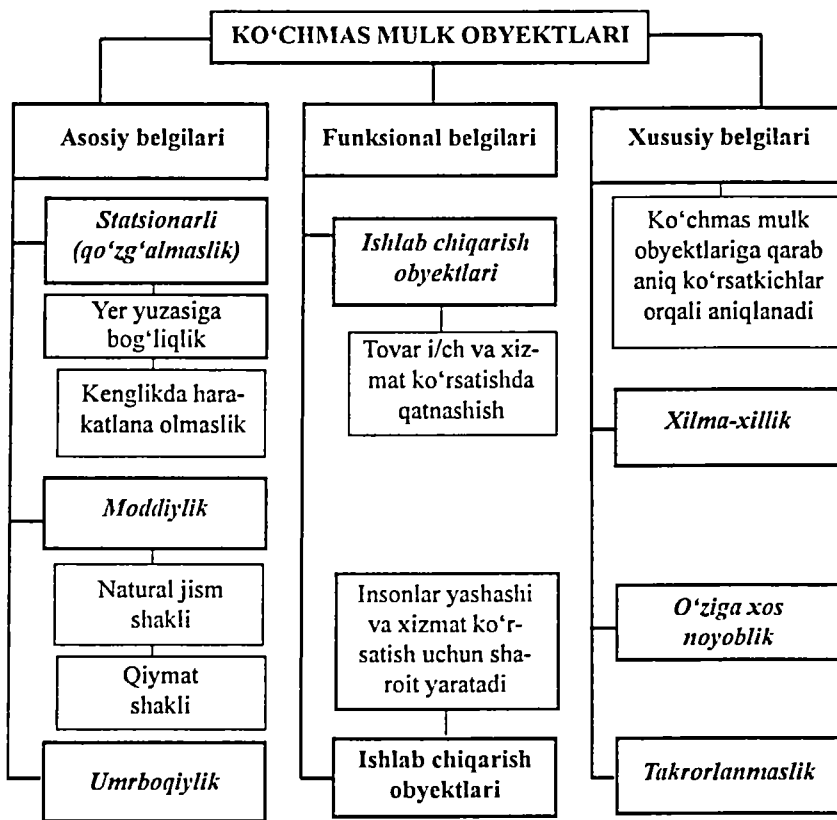 KO‘CHMAS MULK OBYEKTLARI
Asosiy belgilari
Statsionarli
(qo‘zg‘almaslik)
Yer yuzasiga
bog‘liqlik
Kenglikda hara-
katlana olmaslik
Moddiylik
Natural jism
shakli
Qiymat
shakli
Umrboqiylik
Funksional belgilari
Ishlab chiqarish
obyektlari
Tovar i/ch va xiz-
mat ko‘rsatishda
qatnashish
Insonlar yashashi
va xizmat ko‘r-
satish uchun sha-
roit yaratadi
Ishlab chiqarish
obyektlari
Xususiy belgilari
Ko‘chmas mulk
obyektlariga qarab
aniq ko‘rsatkichlar
orqali aniqlanadi
Xilma-xillik
O‘ziga xos
noyoblik
Takrorlanmaslik